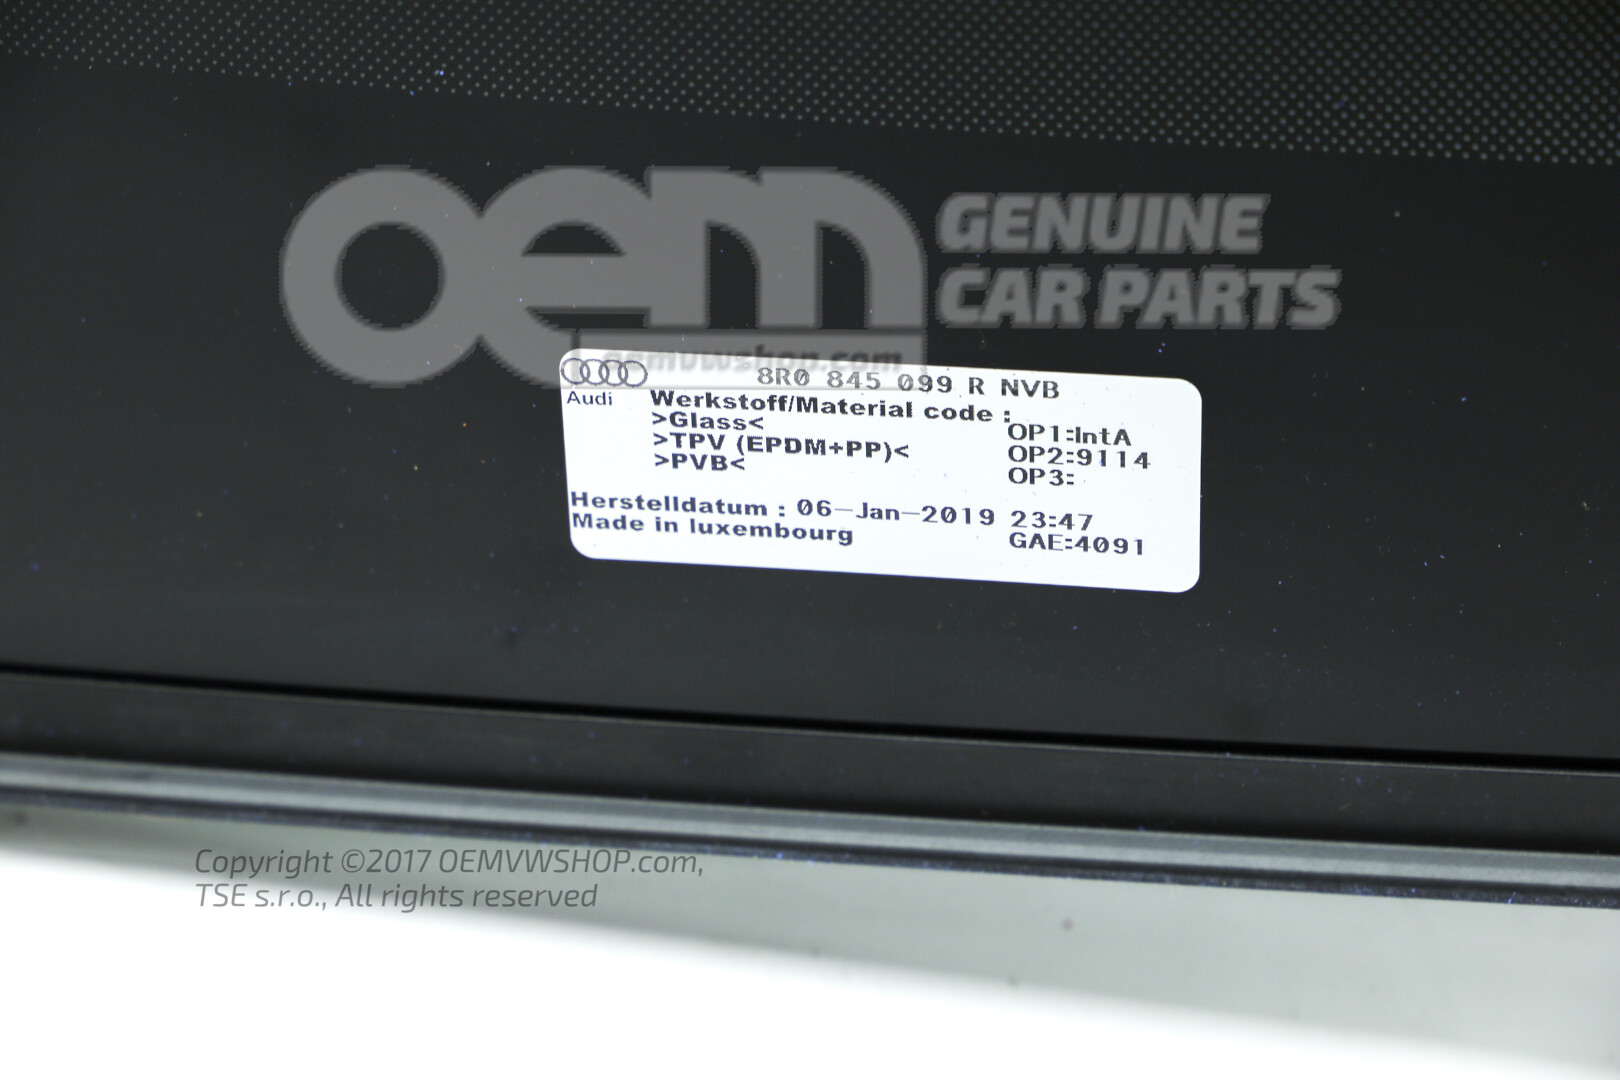 oem GENUINE
CAR PARTS
oemvwshop.com
8R0 845 099 R NVB
Audi
Werkstoff/Material code :
>Glass<
OP1:IntA
>TPV (EPDM+PP)<
OP2:9114
>PVB<
OP3:
Herstelldatum : 06-Jan-2019 23:47
Made in luxembourg
GAE:4091
Copyright ©2017 OEMVWSHOP.com,
TSE s.r.o., All rights reserved